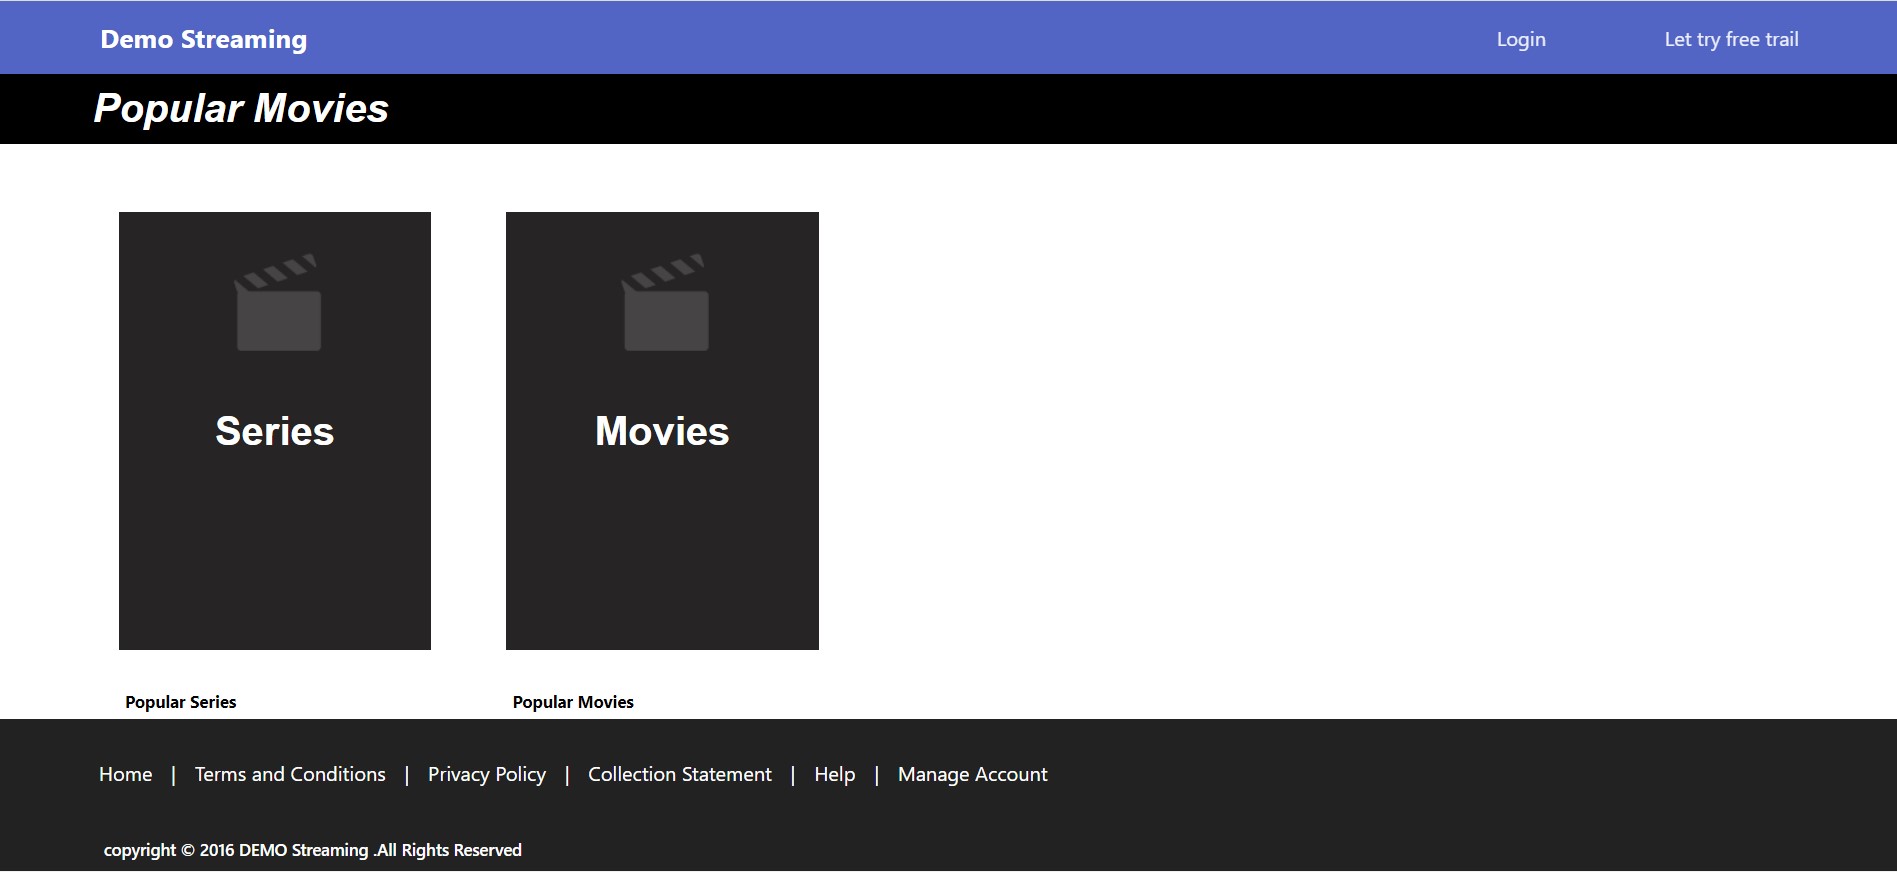 Demo Streaming Login Let try free trail
Popular Movies
Series Movies
Popular Series Popular Movies
Home | Terms and Conditions | Privacy Policy | Collection Statement | Help | Manage Account
copyright © 2016 DEMO Streaming .All Rights Reserved